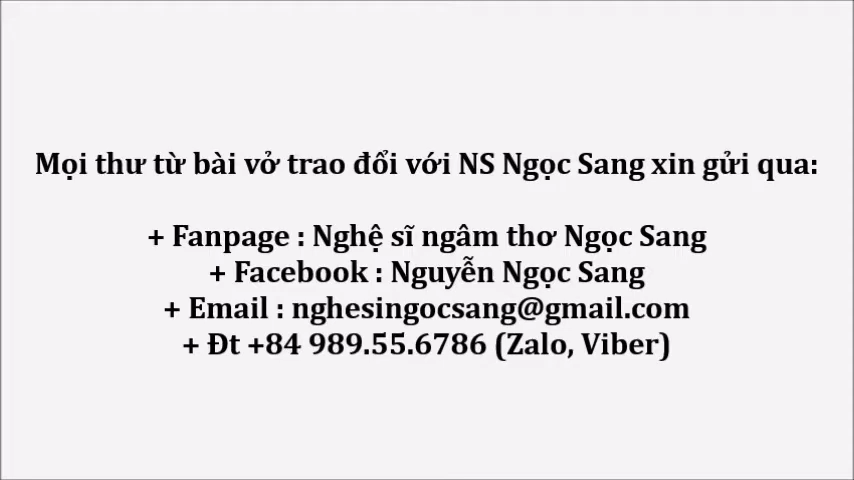 Mọi thư từ bài vở trao đổi với NS Ngọc Sang xin gửi qua:
+ Fanpage : Nghệ sĩ ngâm thơ Ngọc Sang
+ Facebook : Nguyễn Ngọc Sang
+ Email : nghesingocsang@gmail.com
+ Đt +84 989.55.6786 (Zalo, Viber)